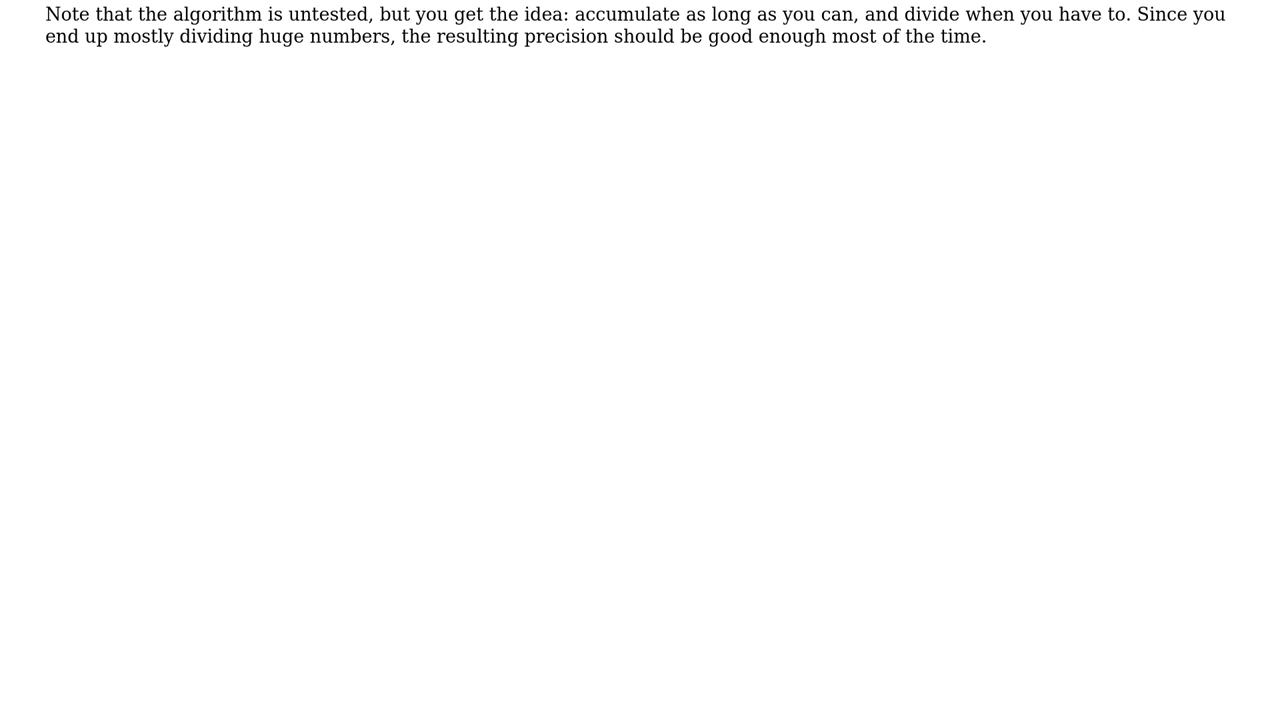 Note that the algorithm is untested, but you get the idea: accumulate as long as you can, and divide when you have to. Since you
end up mostly dividing huge numbers, the resulting precision should be good enough most of the time.